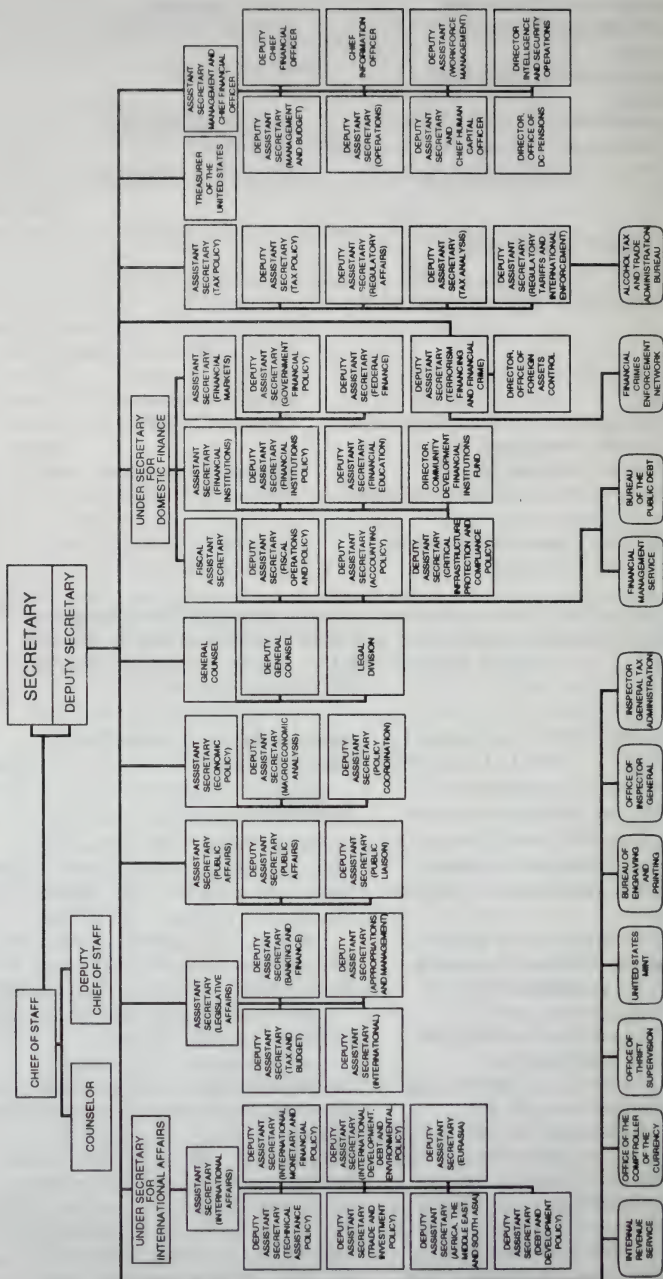 SECRETARY
DEPUTY SECRETARY
CHIEF OF STAFF
COUNSELOR
DEPUTY
CHIEF OF STAFF
UNDER SECRETARY
FOR
INTERNATIONAL AFFAIRS
ASSISTANT
SECRETARY
(INTERNATIONAL
AFFAIRS)
DEPUTY
ASSISTANT
SECRETARY
(TECHNICAL
ASSISTANCE
POLICY)
DEPUTY
ASSISTANT
SECRETARY
(INTERNATIONAL
MONETARY AND
FINANCIAL
POLICY)
DEPUTY
ASSISTANT
SECRETARY
(TRADE AND
INVESTMENT
POLICY)
DEPUTY
ASSISTANT
SECRETARY
(INTERNATIONAL
DEVELOPMENT,
DEBT AND
ENVIRONMENTAL
POLICY)
DEPUTY
ASSISTANT
SECRETARY
(AFRICA, THE
MIDDLE EAST
AND SOUTH ASIA)
DEPUTY
ASSISTANT
SECRETARY
(EURASIA)
DEPUTY
ASSISTANT
SECRETARY
(DEBT AND
DEVELOPMENT
POLICY)
ASSISTANT
SECRETARY
(LEGISLATIVE
AFFAIRS)
DEPUTY
ASSISTANT
SECRETARY
(TAX AND
BUDGET)
DEPUTY
ASSISTANT
SECRETARY
(BANKING AND
FINANCE)
DEPUTY
ASSISTANT
SECRETARY
(INTERNATIONAL)
DEPUTY
ASSISTANT
SECRETARY
(APPROPRIATIONS
AND MANAGEMENT)
ASSISTANT
SECRETARY
(PUBLIC
AFFAIRS)
DEPUTY
ASSISTANT
SECRETARY
(PUBLIC
AFFAIRS)
DEPUTY
ASSISTANT
SECRETARY
(PUBLIC
LIAISON)
ASSISTANT
SECRETARY
(ECONOMIC
POLICY)
DEPUTY
ASSISTANT
SECRETARY
(MACROECONOMIC
ANALYSIS)
DEPUTY
ASSISTANT
SECRETARY
(POLICY
COORDINATION)
GENERAL
COUNSEL
DEPUTY
GENERAL
COUNSEL
LEGAL
DIVISION
UNDER SECRETARY
FOR
DOMESTIC FINANCE
FISCAL
ASSISTANT
SECRETARY
DEPUTY
ASSISTANT
SECRETARY
(FISCAL
OPERATIONS
AND POLICY)
DEPUTY
ASSISTANT
SECRETARY
(ACCOUNTING
POLICY)
DEPUTY
ASSISTANT
SECRETARY
(CRITICAL
INFRASTRUCTURE
PROTECTION AND
COMPLIANCE
POLICY)
ASSISTANT
SECRETARY
(FINANCIAL
INSTITUTIONS)
DEPUTY
ASSISTANT
SECRETARY
(FINANCIAL
INSTITUTIONS
POLICY)
DEPUTY
ASSISTANT
SECRETARY
(FINANCIAL
EDUCATION)
DIRECTOR,
COMMUNITY
DEVELOPMENT
FINANCIAL
INSTITUTIONS
FUND
ASSISTANT
SECRETARY
(FINANCIAL
MARKETS)
DEPUTY
ASSISTANT
SECRETARY
(GOVERNMENT
FINANCIAL
POLICY)
DEPUTY
ASSISTANT
SECRETARY
(FEDERAL
FINANCE)
DEPUTY
ASSISTANT
SECRETARY
(TERRORISM
FINANCING
AND FINANCIAL
CRIME)
DIRECTOR,
OFFICE OF
FOREIGN
ASSETS
CONTROL
ASSISTANT
SECRETARY
(TAX POLICY)
DEPUTY
ASSISTANT
SECRETARY
(TAX POLICY)
DEPUTY
ASSISTANT
SECRETARY
(REGULATORY
AFFAIRS)
DEPUTY
ASSISTANT
SECRETARY
(TAX ANALYSIS)
DEPUTY
ASSISTANT
SECRETARY
(REGULATORY
TARIFFS AND
INTERNATIONAL
ENFORCEMENT)
TREASURER
OF THE
UNITED STATES
ASSISTANT
SECRETARY
MANAGEMENT AND
CHIEF FINANCIAL
OFFICER 1
DEPUTY
ASSISTANT
SECRETARY
(MANAGEMENT
AND BUDGET)
DEPUTY
CHIEF
FINANCIAL
OFFICER
DEPUTY
ASSISTANT
SECRETARY
(OPERATIONS)
CHIEF
INFORMATION
OFFICER
DEPUTY
ASSISTANT
SECRETARY
AND
CHIEF HUMAN
CAPITAL
OFFICER
DEPUTY
ASSISTANT
(WORKFORCE
MANAGEMENT)
DIRECTOR,
OFFICE OF
DC PENSIONS
DIRECTOR
INTELLIGENCE
AND SECURITY
OPERATIONS
FINANCIAL
MANAGEMENT
SERVICE
BUREAU
OF THE
PUBLIC DEBT
FINANCIAL
CRIMES
ENFORCEMENT
NETWORK
ALCOHOL TAX
AND TRADE
ADMINISTRATION
BUREAU
INTERNAL
REVENUE
SERVICE
OFFICE OF THE
COMPTROLLER
OF THE
CURRENCY
OFFICE OF
THRIFT
SUPERVISION
UNITED STATES
MINT
BUREAU OF
ENGRAVING
AND
PRINTING
OFFICE OF
INSPECTOR
GENERAL
INSPECTOR
GENERAL TAX
ADMINISTRATION